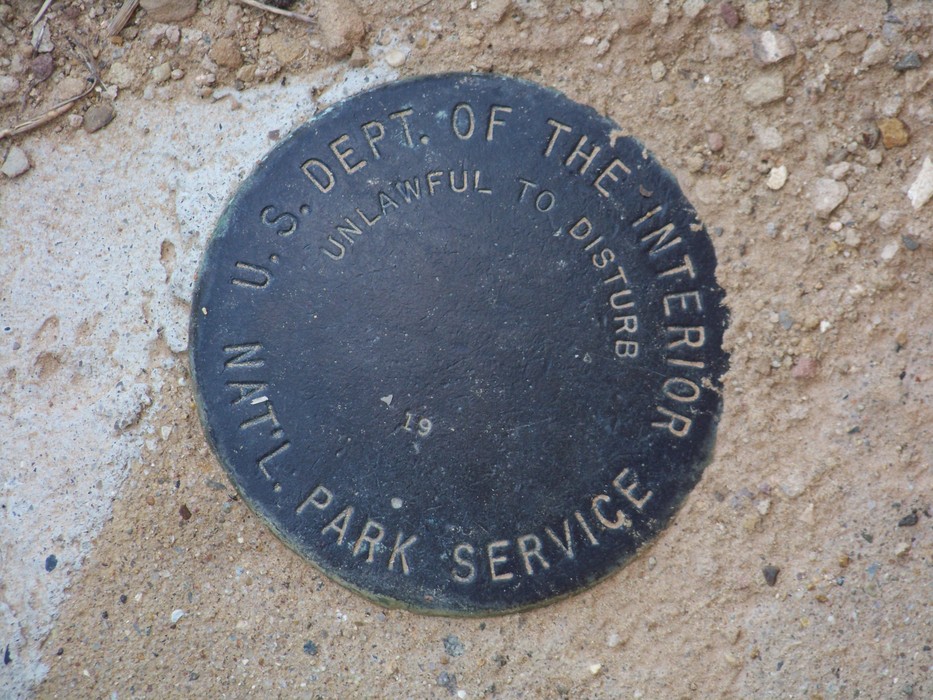 U. S. DEPT. OF THE INTERIOR
UNLAWFUL TO DISTURB
19
NAT'L. PARK SERVICE